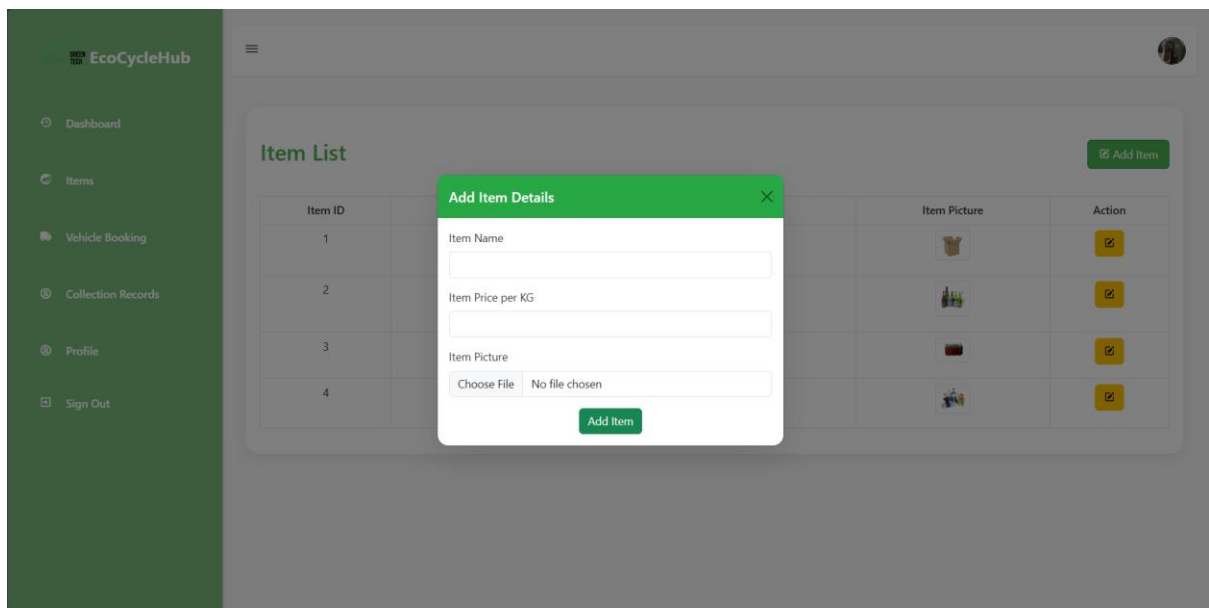 GREEN
TECH
EcoCycleHub
Dashboard
Items
Vehicle Booking
Collection Records
Profile
Sign Out
Item List
Add Item
Item ID Item Picture Action
1
2
3
4
Add Item Details
Item Name
Item Price per KG
Item Picture
Choose File No file chosen
Add Item